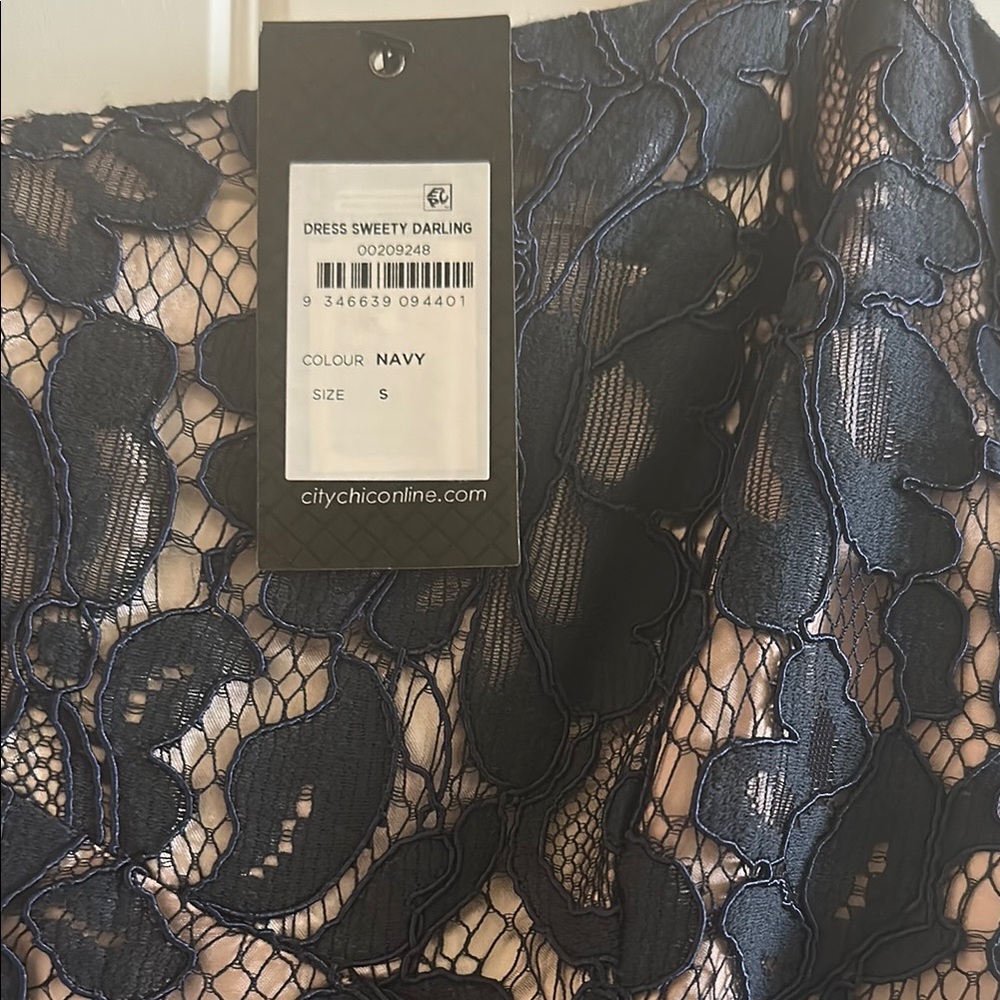 DRESS SWEETY DARLING
00209248
9 346639 094401
COLOUR NAVY
SIZE S
citychiconline.com